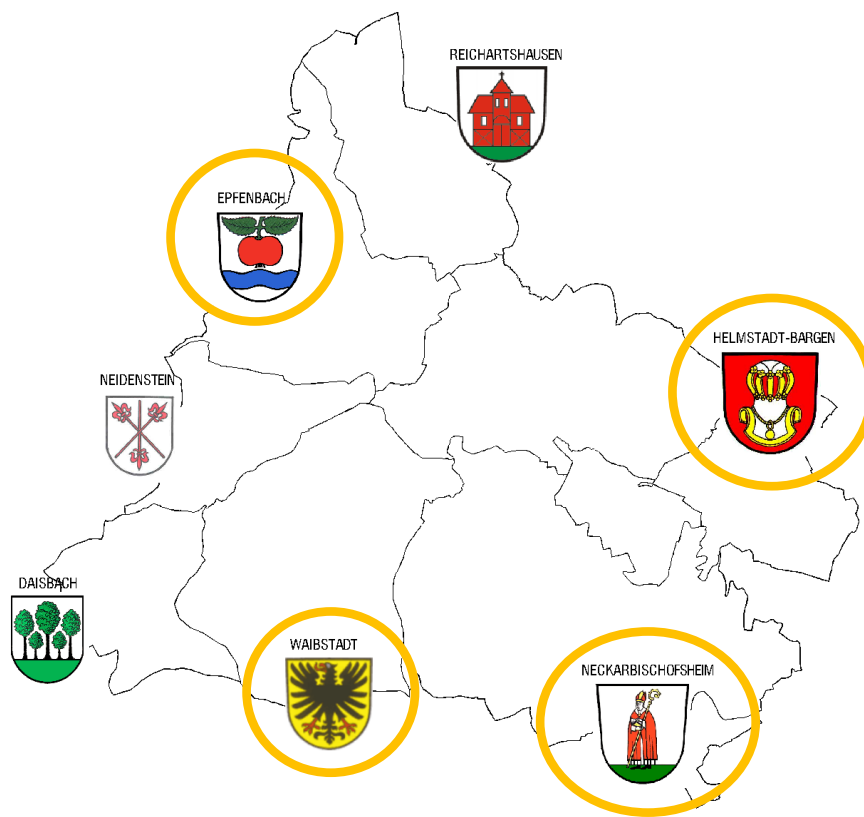 REICHARTSHAUSEN
EPFENBACH
HELMSTADT-BARGEN
NEIDENSTEIN
DAISBACH
WAIBSTADT
NECKARBISCHOFSHEIM